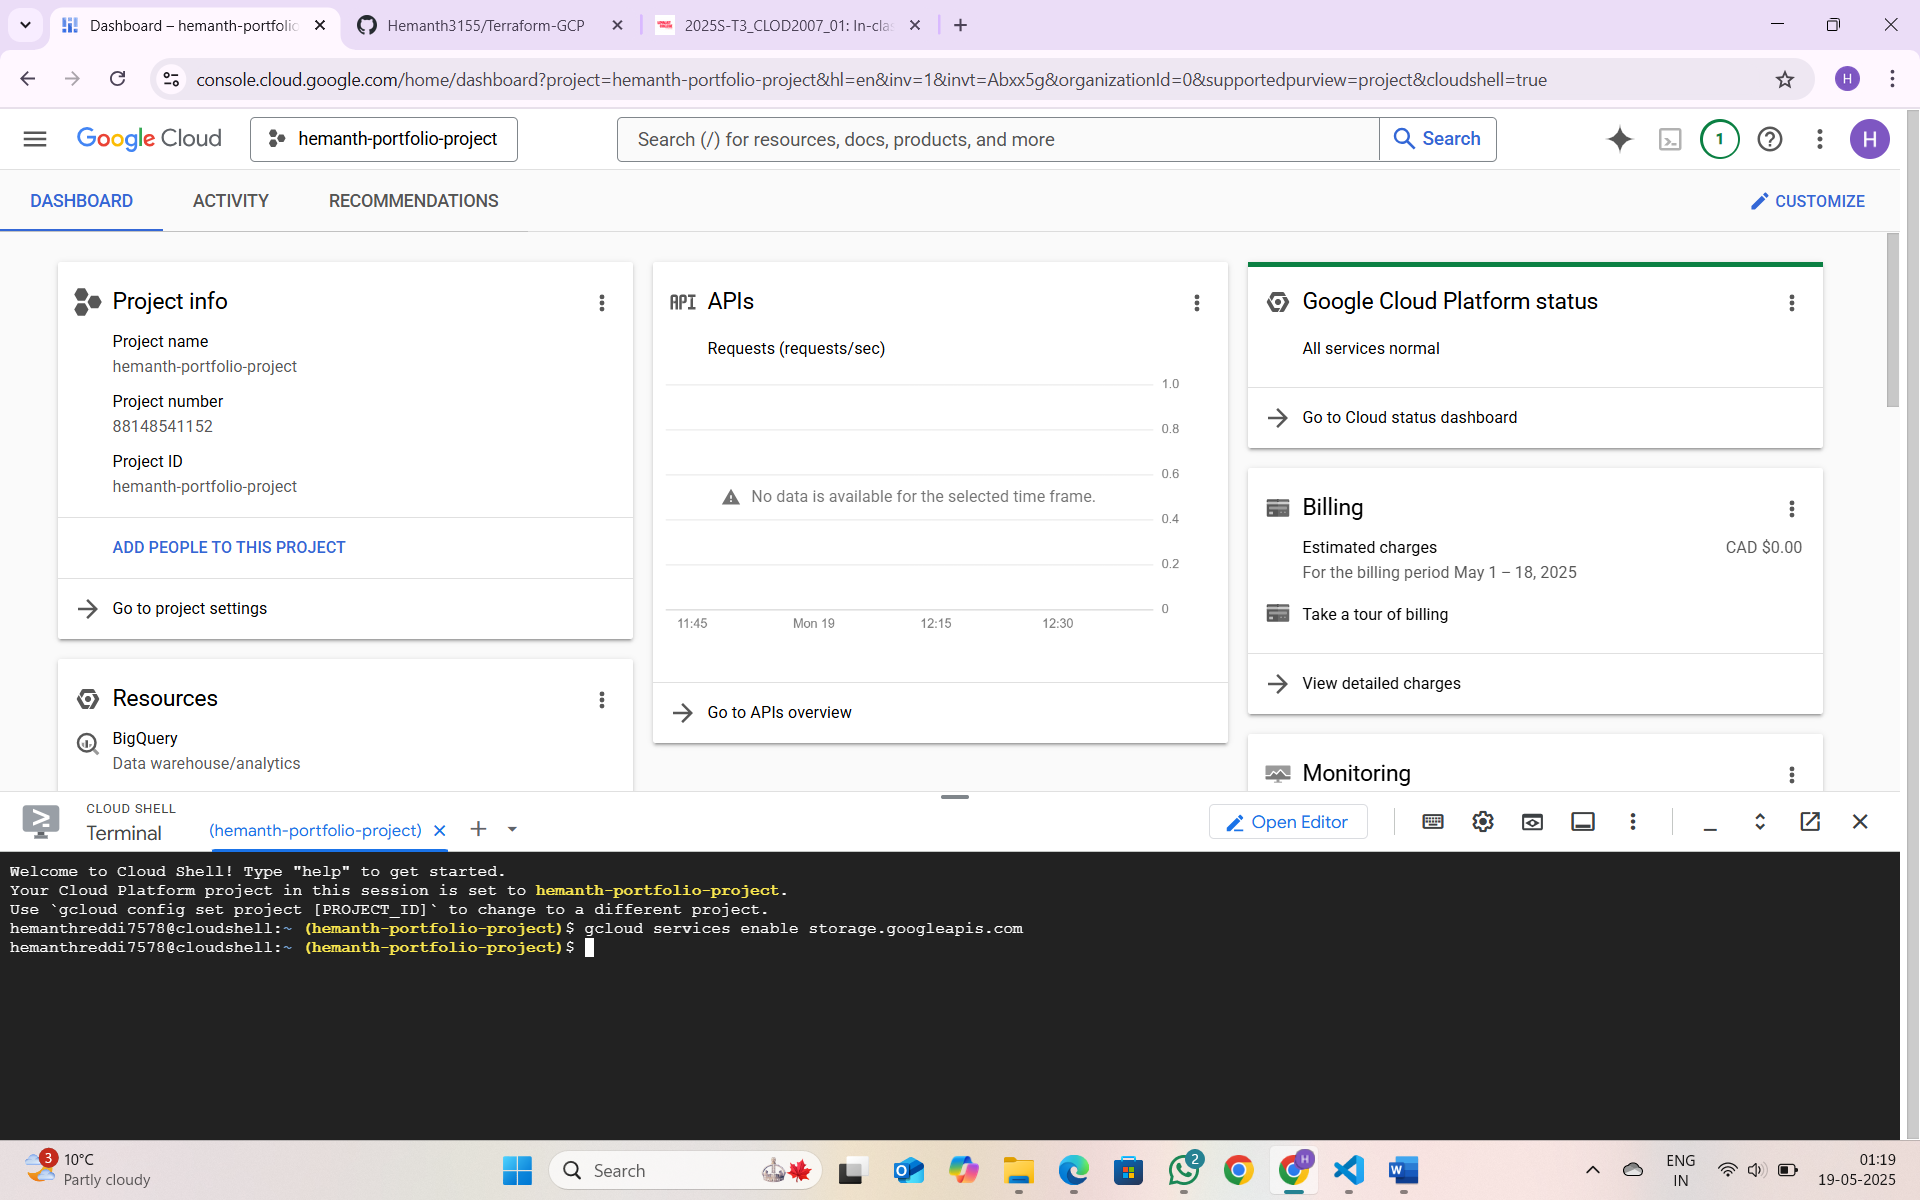 Dashboard – hemanth-portfolio
Hemanth3155/Terraform-GCP
2025S-T3_CLOD2007_01: In-clas
console.cloud.google.com/home/dashboard?project=hemanth-portfolio-project&hl=en&inv=1&invt=Abxx5g&organizationId=0&supportedpurview=project&cloudshell=true
H
Google Cloud
hemanth-portfolio-project
Search (/) for resources, docs, products, and more
Search
1
H
DASHBOARD
ACTIVITY
RECOMMENDATIONS
CUSTOMIZE
Project info
Project name
hemanth-portfolio-project
Project number
88148541152
Project ID
hemanth-portfolio-project
ADD PEOPLE TO THIS PROJECT
Go to project settings
Resources
BigQuery
Data warehouse/analytics
API APIs
Requests (requests/sec)
1.0
0.8
0.6
No data is available for the selected time frame.
0.4
0.2
0
11:45 Mon 19 12:15 12:30
Go to APIs overview
Google Cloud Platform status
All services normal
Go to Cloud status dashboard
Billing
Estimated charges CAD $0.00
For the billing period May 1 – 18, 2025
Take a tour of billing
View detailed charges
Monitoring
CLOUD SHELL
Terminal
(hemanth-portfolio-project)
Open Editor
Welcome to Cloud Shell! Type "help" to get started.
Your Cloud Platform project in this session is set to hemanth-portfolio-project.
Use `gcloud config set project [PROJECT_ID]` to change to a different project.
hemanthreddi7578@cloudshell:~ (hemanth-portfolio-project)$ gcloud services enable storage.googleapis.com
hemanthreddi7578@cloudshell:~ (hemanth-portfolio-project)$
3
10°C
Partly cloudy
Search
2
H
ENG
IN
01:19
19-05-2025